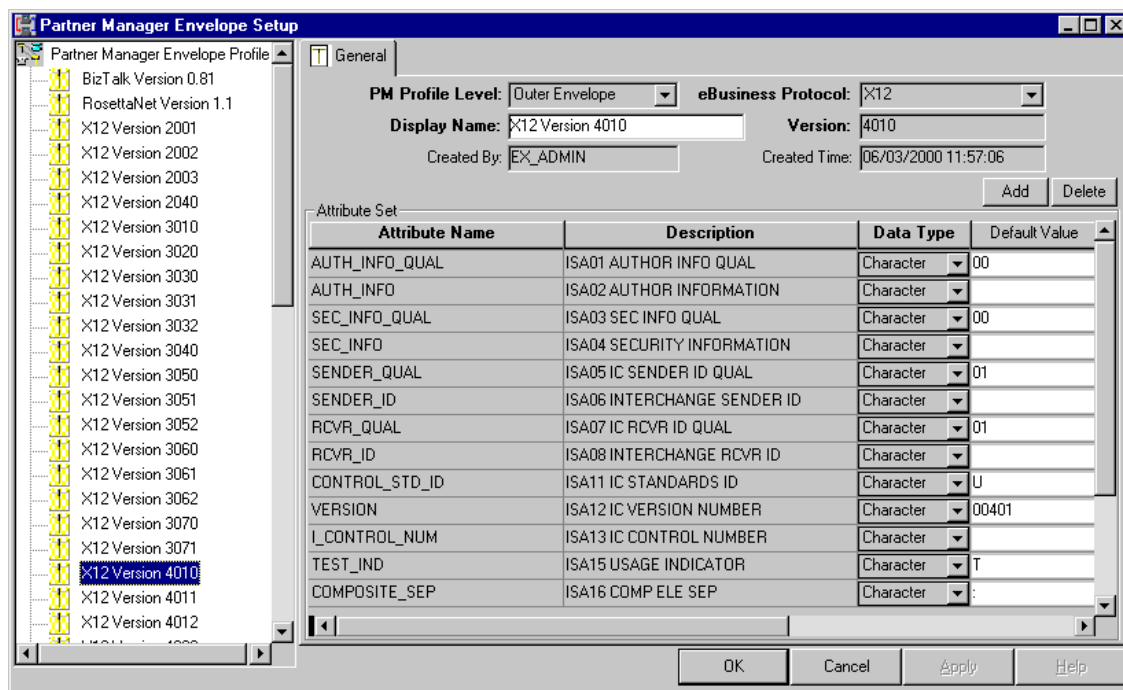 Partner Manager Envelope Setup
Partner Manager Envelope Profile
BizTalk Version 0.81
RosettaNet Version 1.1
X12 Version 2001
X12 Version 2002
X12 Version 2003
X12 Version 2040
X12 Version 3010
X12 Version 3020
X12 Version 3030
X12 Version 3031
X12 Version 3032
X12 Version 3040
X12 Version 3050
X12 Version 3051
X12 Version 3052
X12 Version 3060
X12 Version 3061
X12 Version 3062
X12 Version 3070
X12 Version 3071
X12 Version 4010
X12 Version 4011
X12 Version 4012
General
PM Profile Level: Outer Envelope eBusiness Protocol: X12
Display Name: X12 Version 4010 Version: 4010
Created By: EX_ADMIN Created Time: 06/03/2000 11:57:06
Add Delete
Attribute Set
Attribute Name Description Data Type Default Value
AUTH_INFO_QUAL ISA01 AUTHOR INFO QUAL Character 00
AUTH_INFO ISA02 AUTHOR INFORMATION Character
SEC_INFO_QUAL ISA03 SEC INFO QUAL Character 00
SEC_INFO ISA04 SECURITY INFORMATION Character
SENDER_QUAL ISA05 IC SENDER ID QUAL Character 01
SENDER_ID ISA06 INTERCHANGE SENDER ID Character
RCVR_QUAL ISA07 IC RCVR ID QUAL Character 01
RCVR_ID ISA08 INTERCHANGE RCVR ID Character
CONTROL_STD_ID ISA11 IC STANDARDS ID Character U
VERSION ISA12 IC VERSION NUMBER Character 00401
I_CONTROL_NUM ISA13 IC CONTROL NUMBER Character
TEST_IND ISA15 USAGE INDICATOR Character T
COMPOSITE_SEP ISA16 COMP ELE SEP Character :
OK Cancel Apply Help